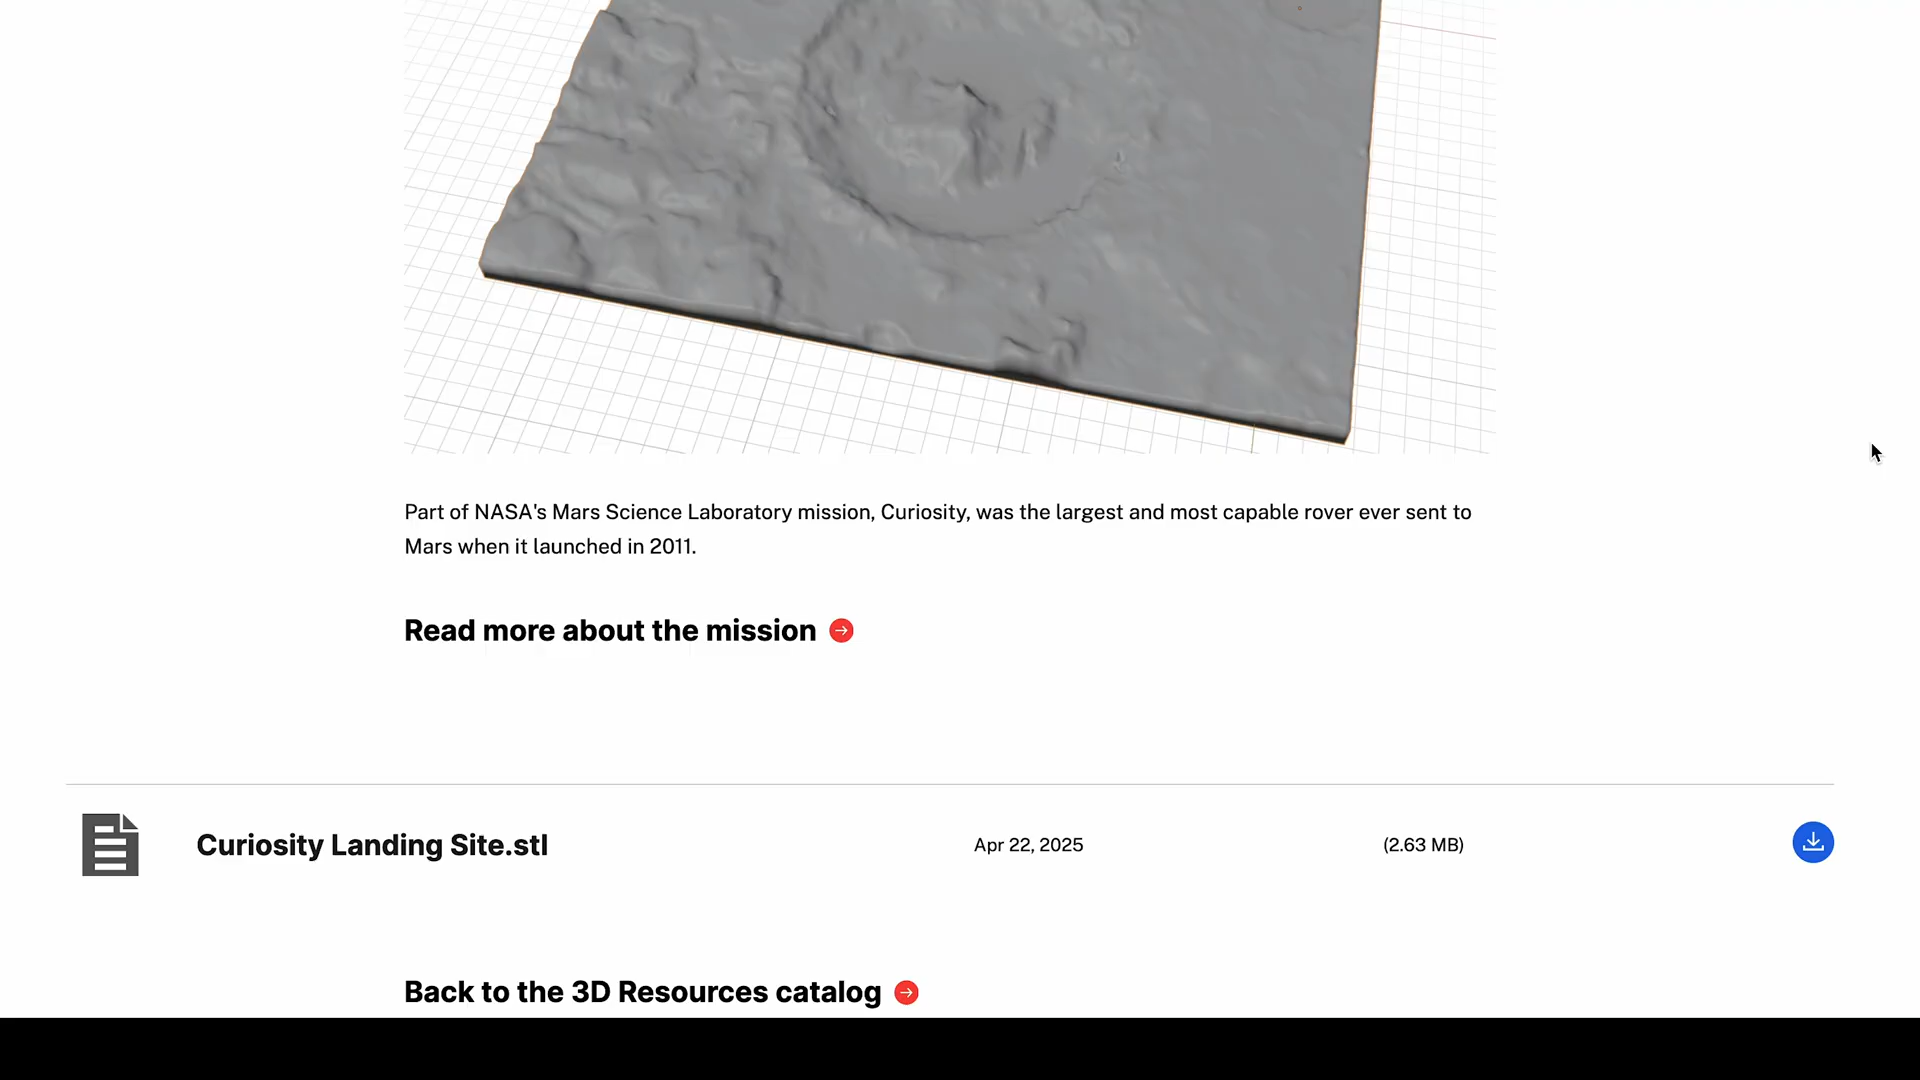 Part of NASA's Mars Science Laboratory mission, Curiosity, was the largest and most capable rover ever sent to
Mars when it launched in 2011.
Read more about the mission
Curiosity Landing Site.stl
Apr 22, 2025
(2.63 MB)
Back to the 3D Resources catalog